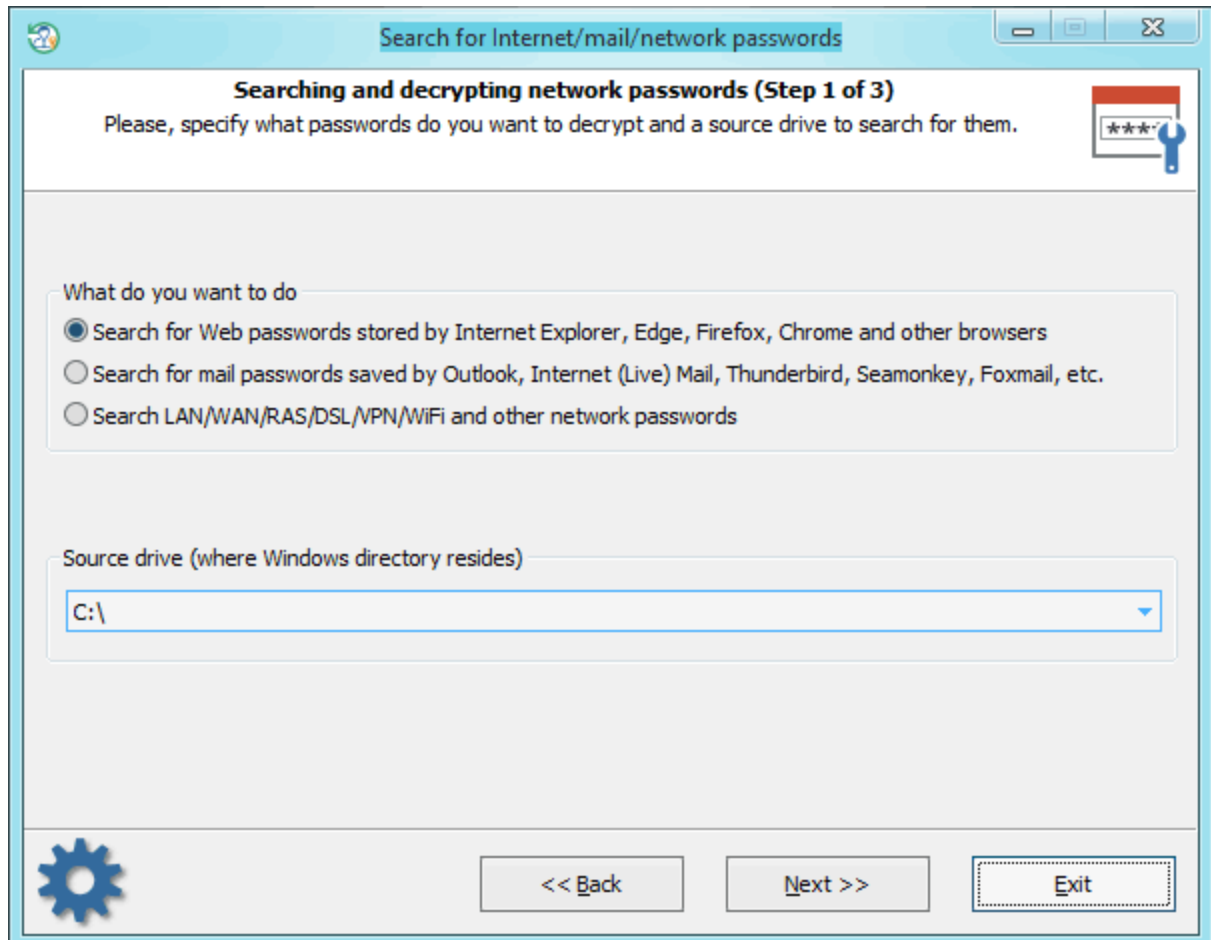 Search for Internet/mail/network passwords
Searching and decrypting network passwords (Step 1 of 3)
Please, specify what passwords do you want to decrypt and a source drive to search for them.
****
What do you want to do
Search for Web passwords stored by Internet Explorer, Edge, Firefox, Chrome and other browsers
Search for mail passwords saved by Outlook, Internet (Live) Mail, Thunderbird, Seamonkey, Foxmail, etc.
Search LAN/WAN/RAS/DSL/VPN/WiFi and other network passwords
Source drive (where Windows directory resides)
C:\
<< Back
Next >>
Exit